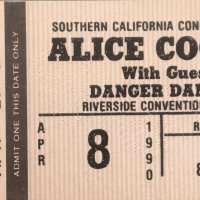 ADMIT ONE THIS DATE ONLY
SOUTHERN CALIFORNIA CON
ALICE COO
With Gues
DANGER DAN
RIVERSIDE CONVENTION
APR
8
1990
R
8